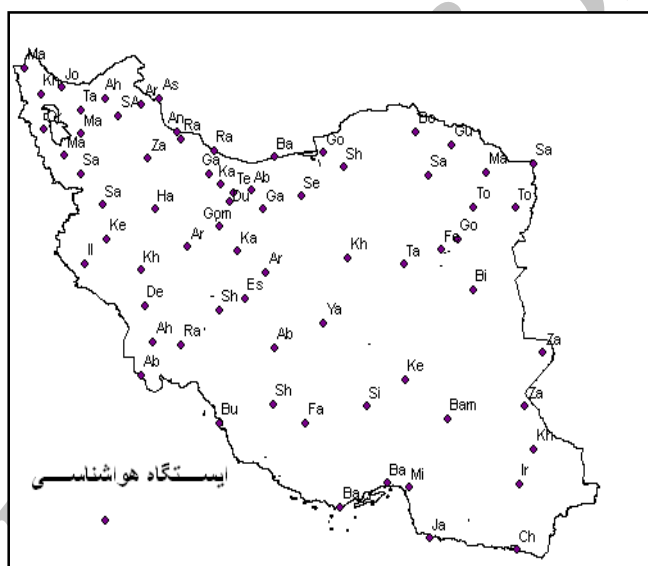 Ma
Kh
Jo
Ta
Ah
SA
Ar
As
Ma
Ma
Sa
Za
An
Ra
Ra
Ba
Go
Sh
Bo
Gu
Sa
Ma
Sa
Ga
Ka
Te
Ab
Du
Ga
Se
Sa
Ha
Gom
To
To
Ke
Il
Kh
Ar
Ka
Ar
Kh
Ta
Fe
Go
De
Sh
Es
Ya
Bi
Ah
Ra
Ab
Ab
Ke
Za
Sh
Fa
Si
Bam
Za
Bu
Kh
Ba
Ba
Mi
Ir
Ja
Ch
ایستگاه هواشناسی